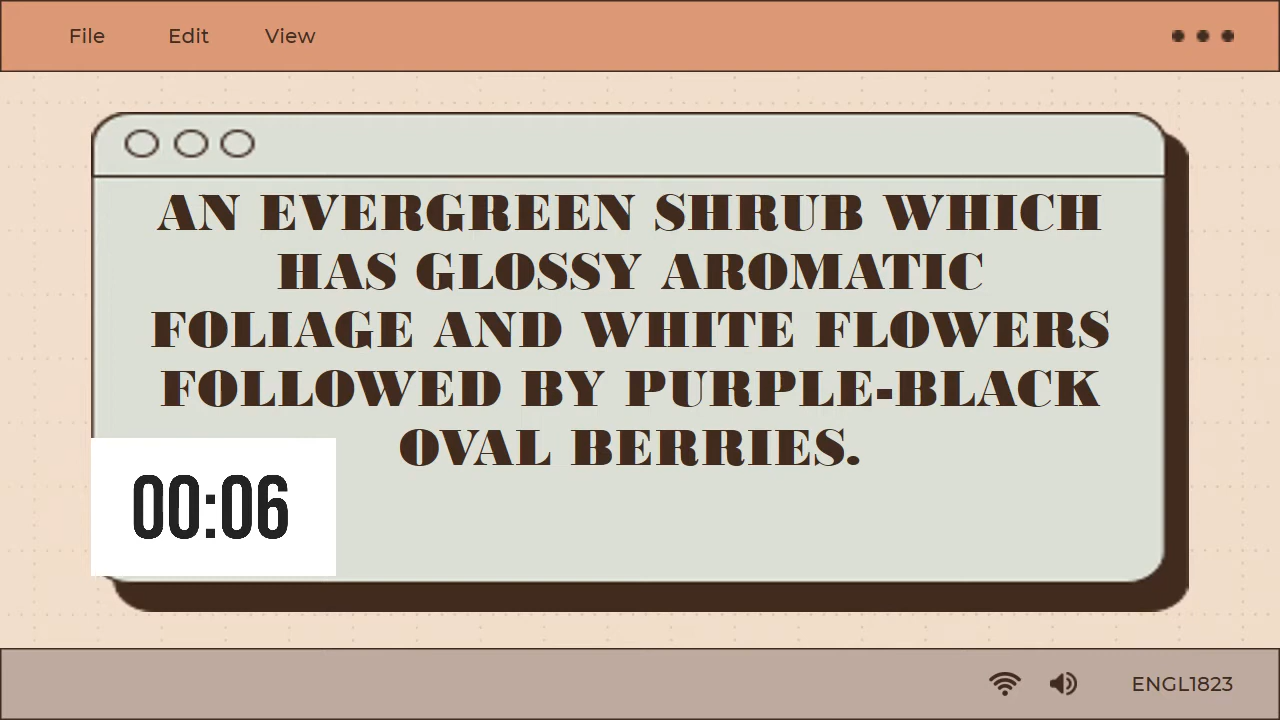 File Edit View
AN EVERGREEN SHRUB WHICH
HAS GLOSSY AROMATIC
FOLIAGE AND WHITE FLOWERS
FOLLOWED BY PURPLE-BLACK
OVAL BERRIES.
00:06
ENGL1823